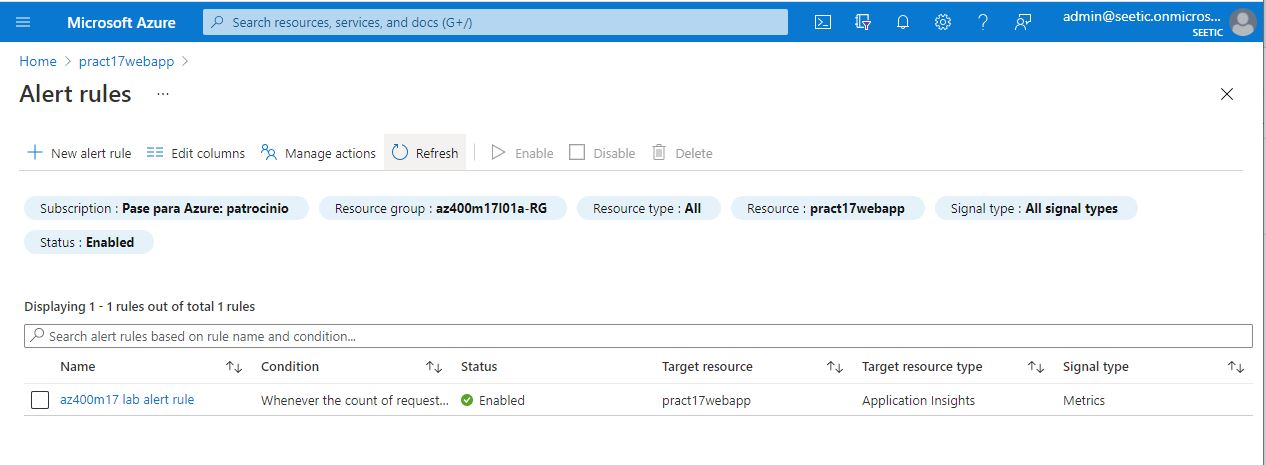 Microsoft Azure
Search resources, services, and docs (G+/)
admin@seetic.onmicros...
SEETIC
Home > pract17webapp >
Alert rules ...
New alert rule Edit columns Manage actions Refresh Enable Disable Delete
Subscription : Pase para Azure: patrocinio Resource group : az400m17l01a-RG Resource type : All Resource : pract17webapp Signal type : All signal types
Status : Enabled
Displaying 1 - 1 rules out of total 1 rules
Search alert rules based on rule name and condition...
Name Condition Status Target resource Target resource type Signal type
az400m17 lab alert rule Whenever the count of request... Enabled pract17webapp Application Insights Metrics